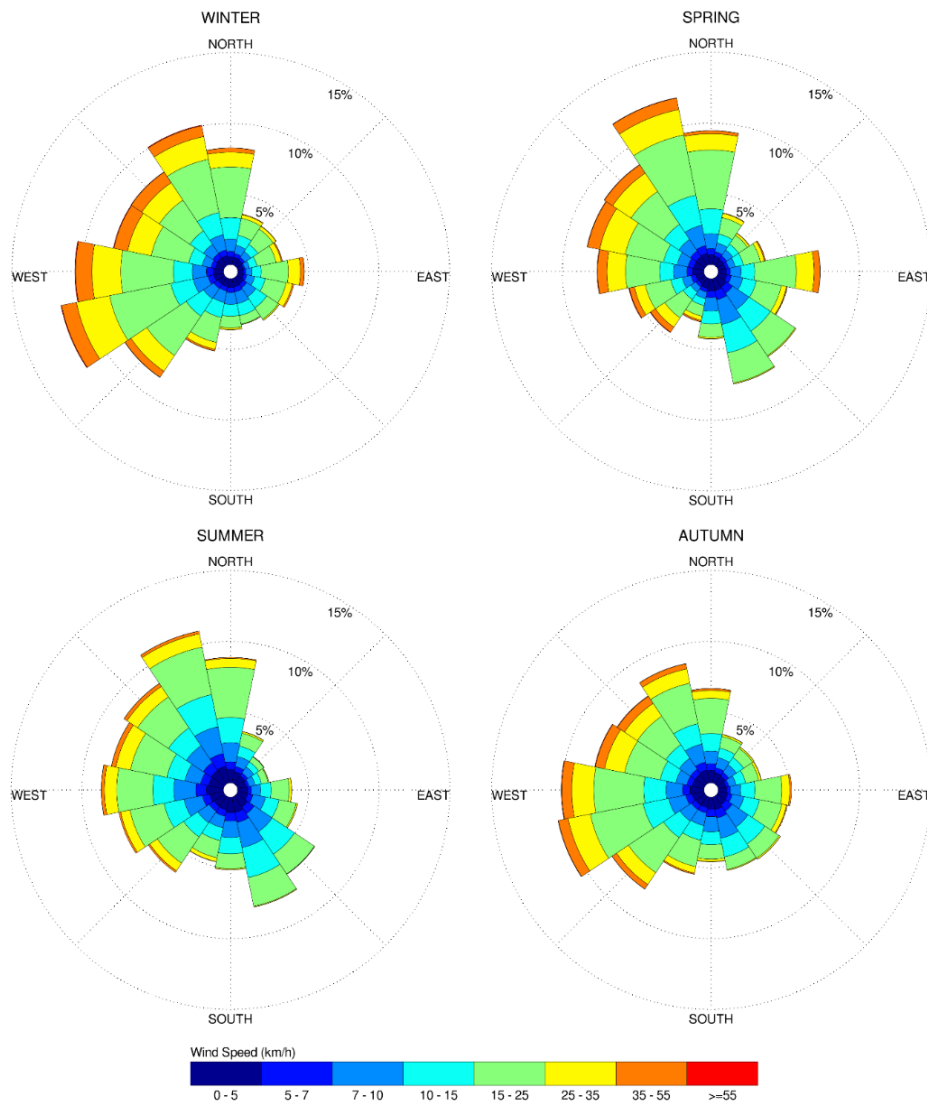 WINTER
NORTH
15%
10%
5%
WEST
EAST
SOUTH
SPRING
NORTH
15%
10%
5%
WEST
EAST
SOUTH
SUMMER
NORTH
15%
10%
5%
WEST
EAST
SOUTH
AUTUMN
NORTH
15%
10%
5%
WEST
EAST
SOUTH
Wind Speed (km/h)
0 - 5 5 - 7 7 - 10 10 - 15 15 - 25 25 - 35 35 - 55 >=55